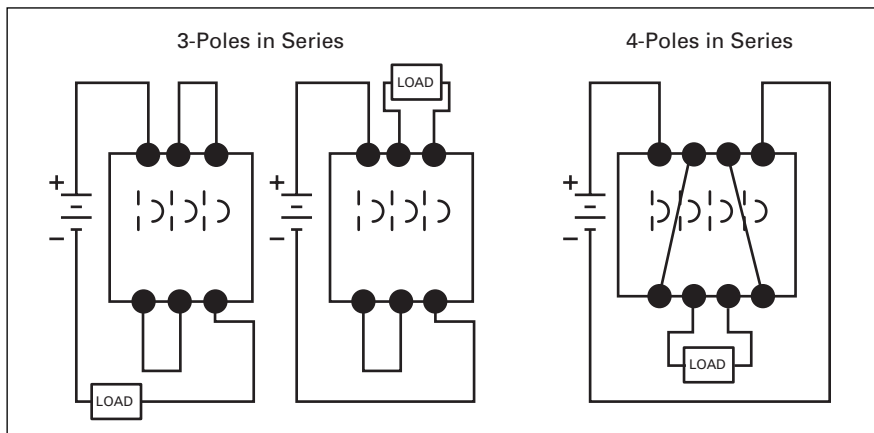 3-Poles in Series
4-Poles in Series
LOAD
LOAD
LOAD
+
−
+
−
+
−